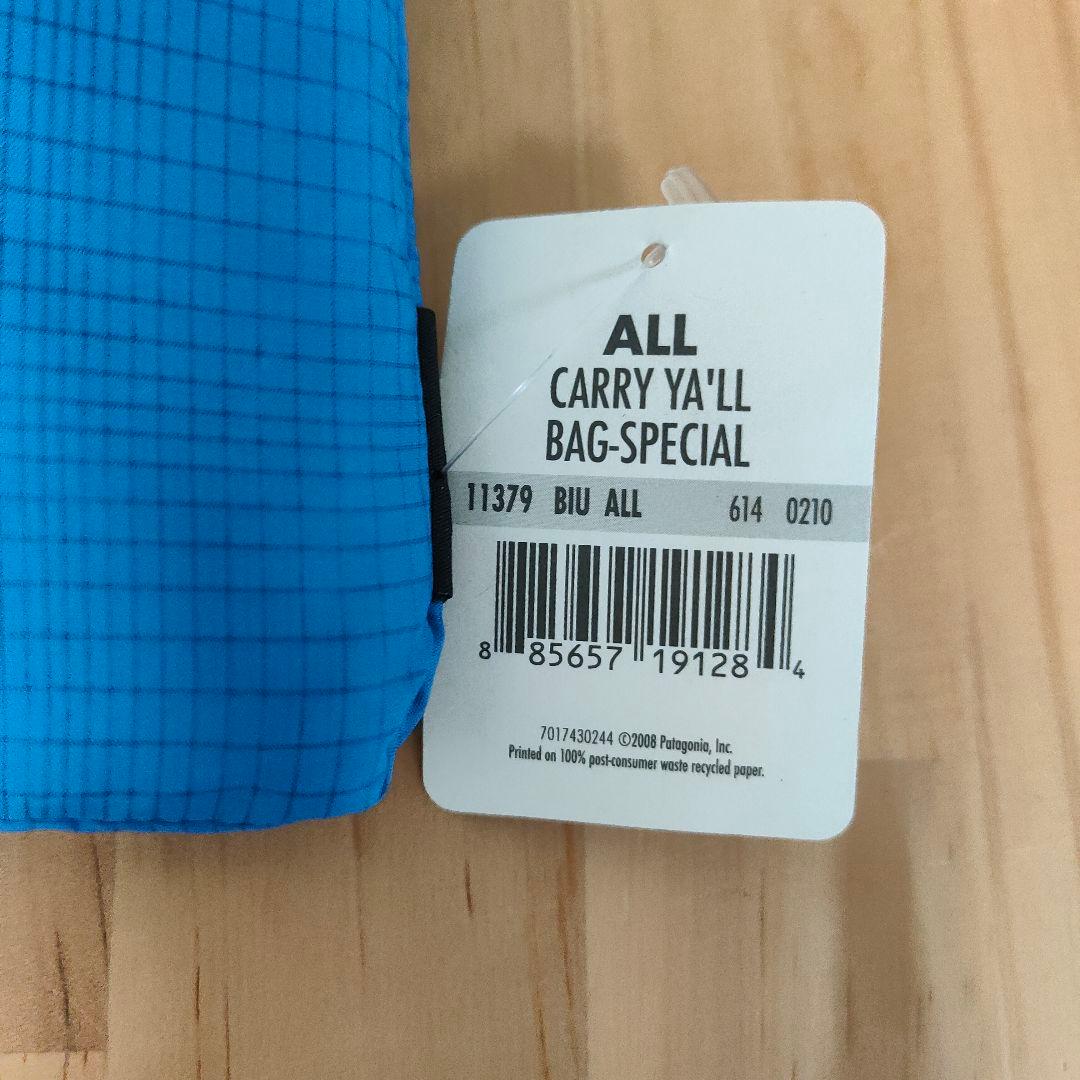 ALL
CARRY YA'LL
BAG-SPECIAL
11379 BIU ALL 614 0210
8 85657 19128 4
7017430244 ©2008 Patagonia, Inc.
Printed on 100% post-consumer waste recycled paper.